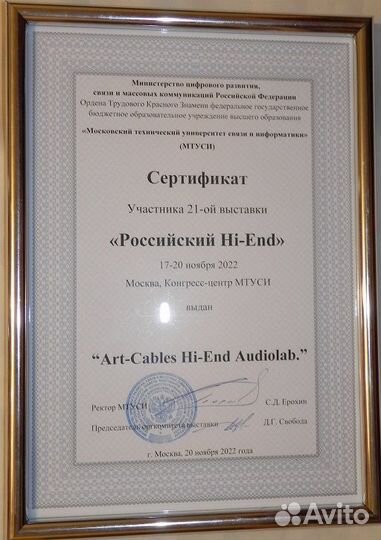 Министерство цифрового развития,
связи и массовых коммуникаций Российской Федерации
Ордена Трудового Красного Знамени федеральное государственное
бюджетное образовательное учреждение высшего образования
«Московский технический университет связи и информатики»
(МТУСИ)
Сертификат
Участника 21-ой выставки
«Российский Hi-End»
17-20 ноября 2022
Москва, Конгресс-центр МТУСИ
выдан
“Art-Cables Hi-End Audiolab.”
Ректор МТУСИ С.Д. Ерохин
Председатель оргкомитета выставки Д.Г. Свобода
г. Москва, 20 ноября 2022 года
Avito